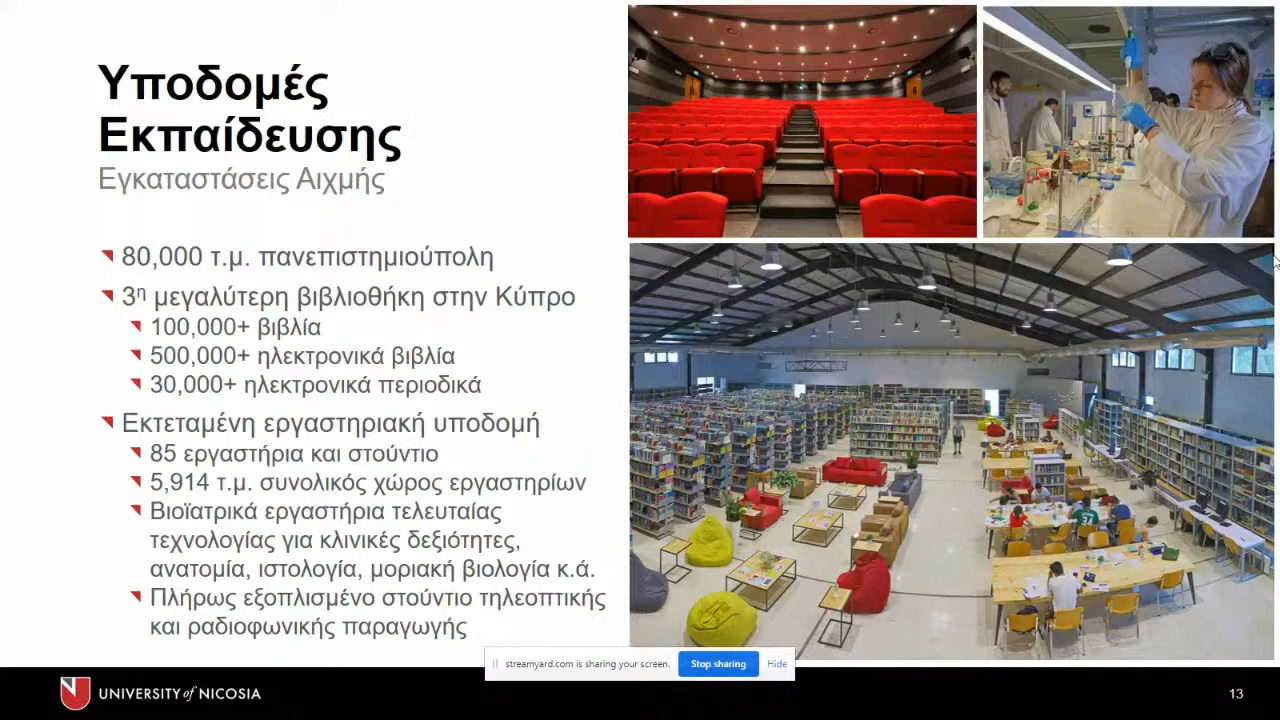 Υποδομές
Εκπαίδευσης
Εγκαταστάσεις Αιχμής
80,000 τ.μ. πανεπιστημιούπολη
3η μεγαλύτερη βιβλιοθήκη στην Κύπρο
100,000+ βιβλία
500,000+ ηλεκτρονικά βιβλία
30,000+ ηλεκτρονικά περιοδικά
Εκτεταμένη εργαστηριακή υποδομή
85 εργαστήρια και στούντιο
5,914 τ.μ. συνολικός χώρος εργαστηρίων
Βιοϊατρικά εργαστήρια τελευταίας
τεχνολογίας για κλινικές δεξιότητες,
ανατομία, ιστολογία, μοριακή βιολογία κ.ά.
Πλήρως εξοπλισμένο στούντιο τηλεοπτικής
και ραδιοφωνικής παραγωγής
streamyard.com is sharing your screen.
Stop sharing
Hide
UNIVERSITY of NICOSIA
13